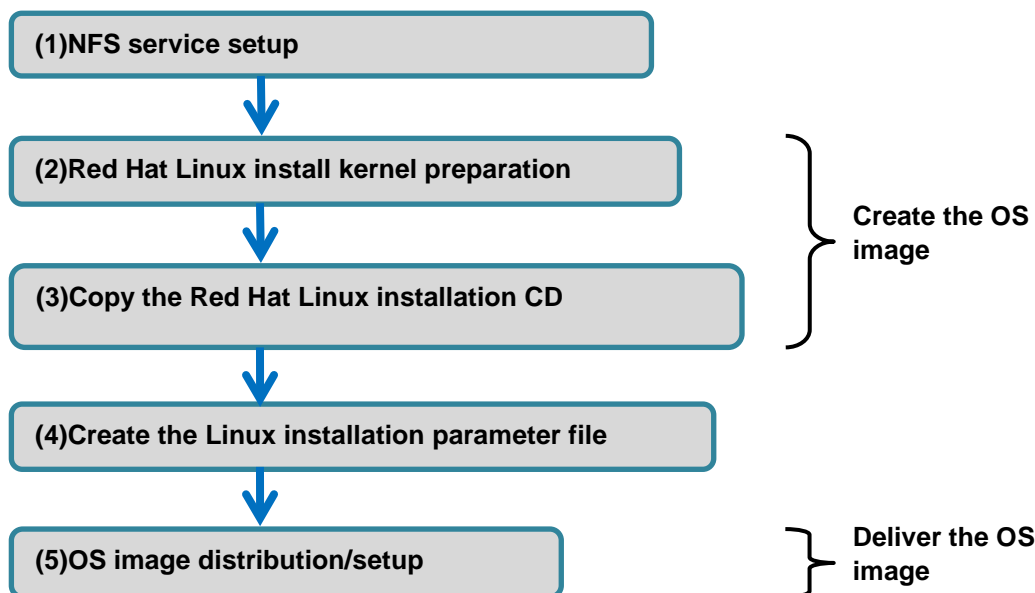 (1)NFS service setup
(2)Red Hat Linux install kernel preparation
(3)Copy the Red Hat Linux installation CD
Create the OS
image
(4)Create the Linux installation parameter file
(5)OS image distribution/setup
Deliver the OS
image